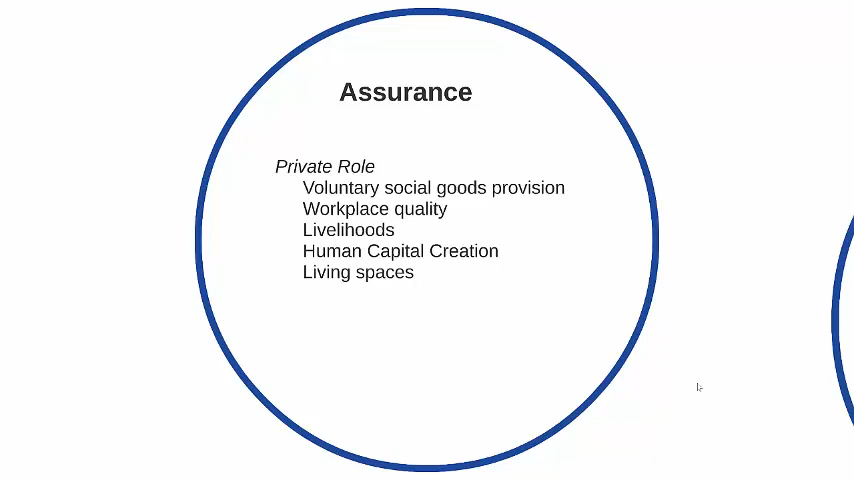 Assurance
Private Role
Voluntary social goods provision
Workplace quality
Livelihoods
Human Capital Creation
Living spaces